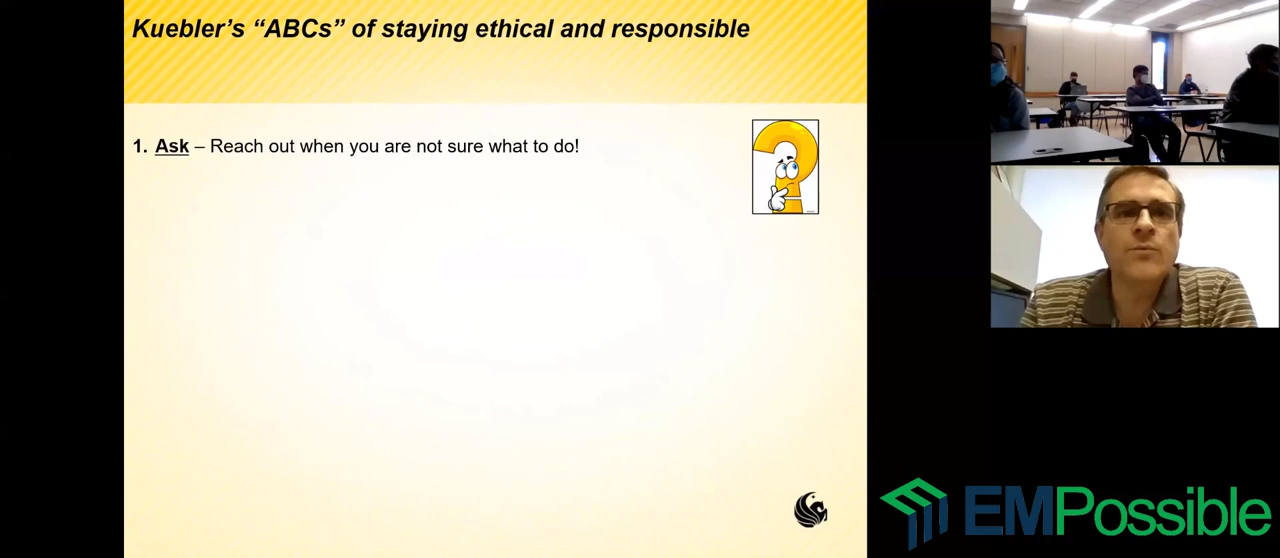 Kuebler’s “ABCs” of staying ethical and responsible
1. Ask – Reach out when you are not sure what to do!
EMPossible